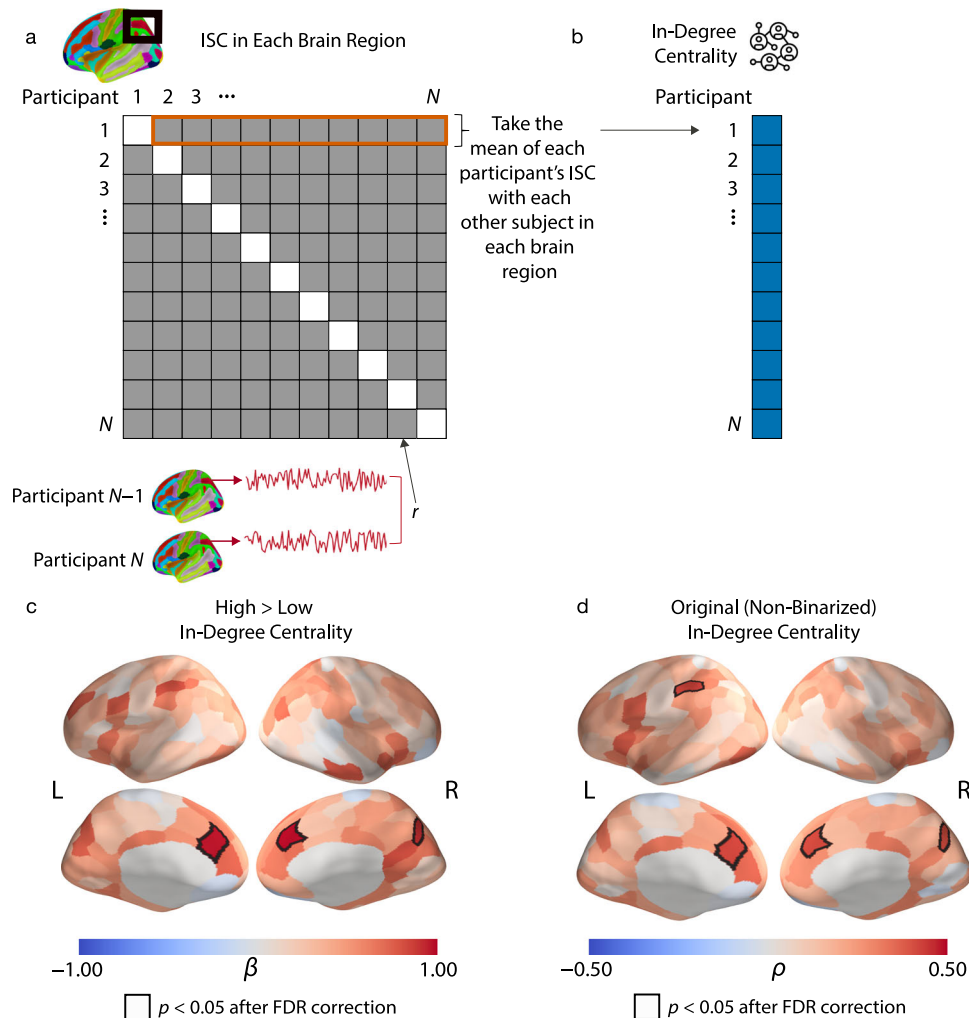 a
ISC in Each Brain Region
Participant 1 2 3 ••• N
1
2
3
⋮
N
Take the
mean of each
participant's ISC
with each
other subject in
each brain
region
b
In-Degree
Centrality
Participant
1
2
3
⋮
N
Participant N−1
Participant N
r
c
High > Low
In-Degree Centrality
L
R
−1.00 β 1.00
p < 0.05 after FDR correction
d
Original (Non-Binarized)
In-Degree Centrality
L
R
−0.50 ρ 0.50
p < 0.05 after FDR correction